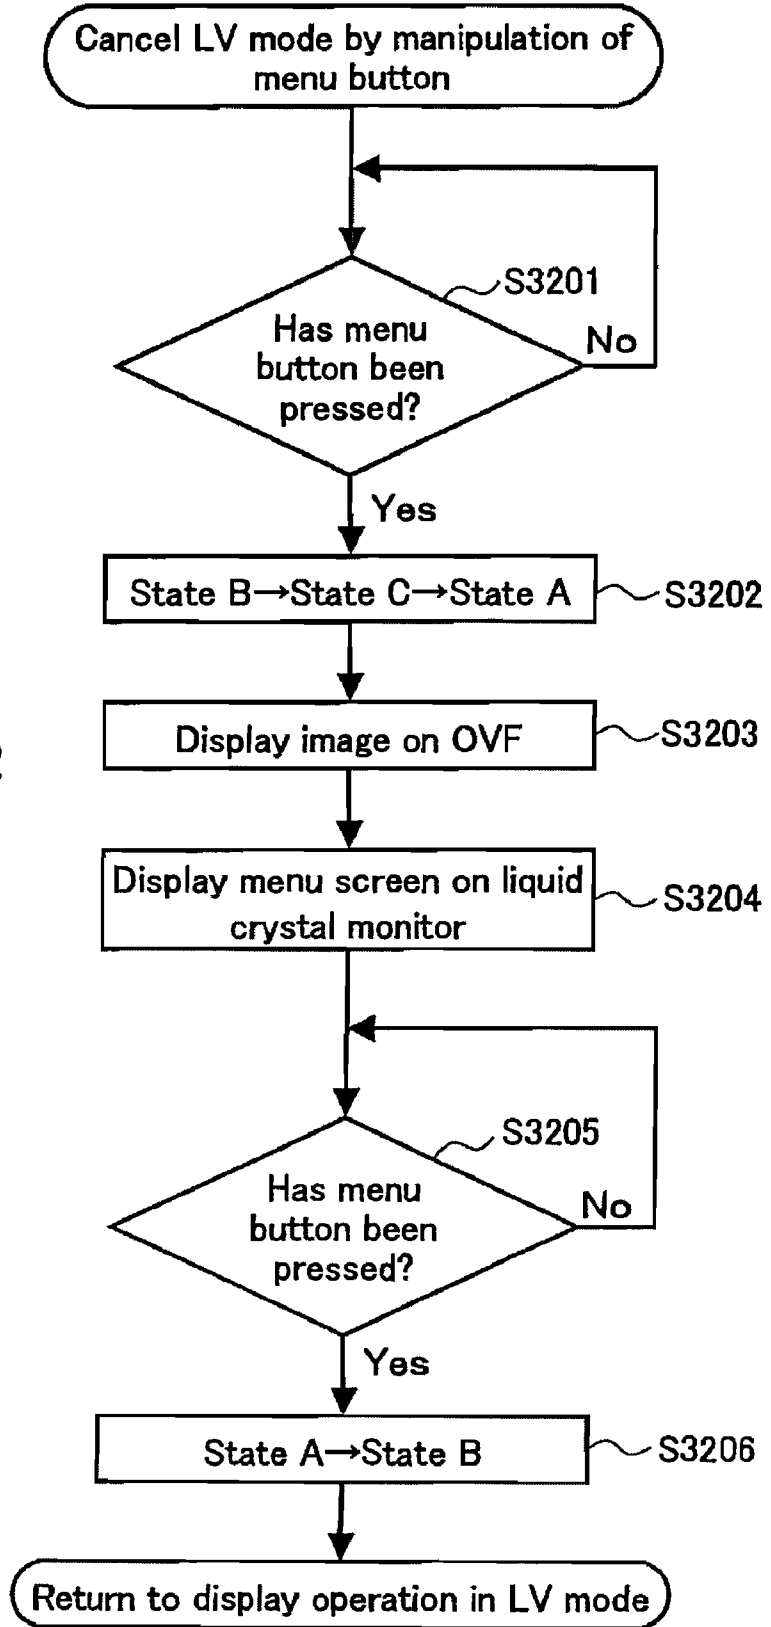 Cancel LV mode by manipulation of
menu button
S3201
Has menu
button been
pressed?
No
Yes
State B→State C→State A
S3202
Display image on OVF
S3203
Display menu screen on liquid
crystal monitor
S3204
S3205
Has menu
button been
pressed?
No
Yes
State A→State B
S3206
Return to display operation in LV mode